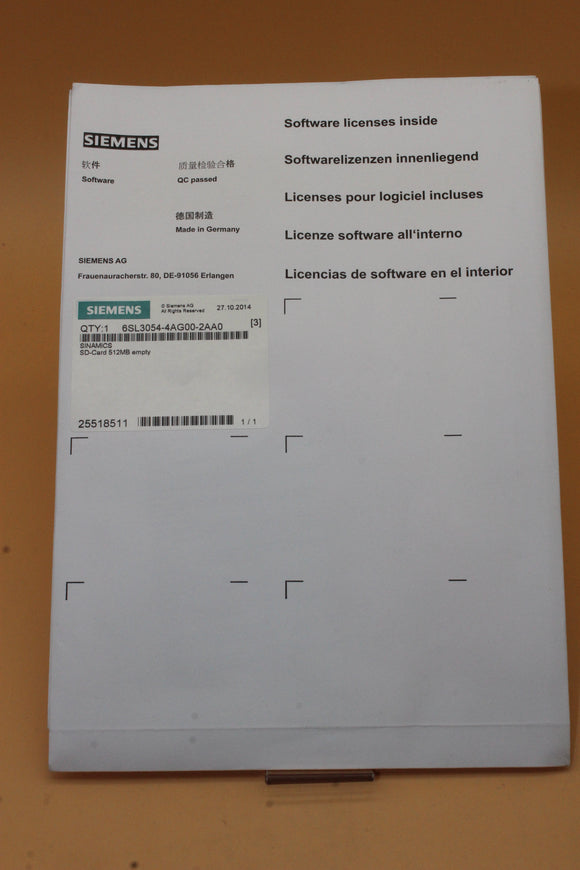 SIEMENS
软件 质量检验合格
Software QC passed
德国制造
Made in Germany
SIEMENS AG
Frauenauracherstr. 80, DE-91056 Erlangen
Software licenses inside
Softwarelizenzen innenliegend
Licenses pour logiciel incluses
Licenze software all'interno
Licencias de software en el interior
SIEMENS © Siemens AG 27.10.2014
All Rights Reserved
[3]
QTY:1 6SL3054-4AG00-2AA0
SINAMICS
SD-Card 512MB empty
25518511 1 / 1